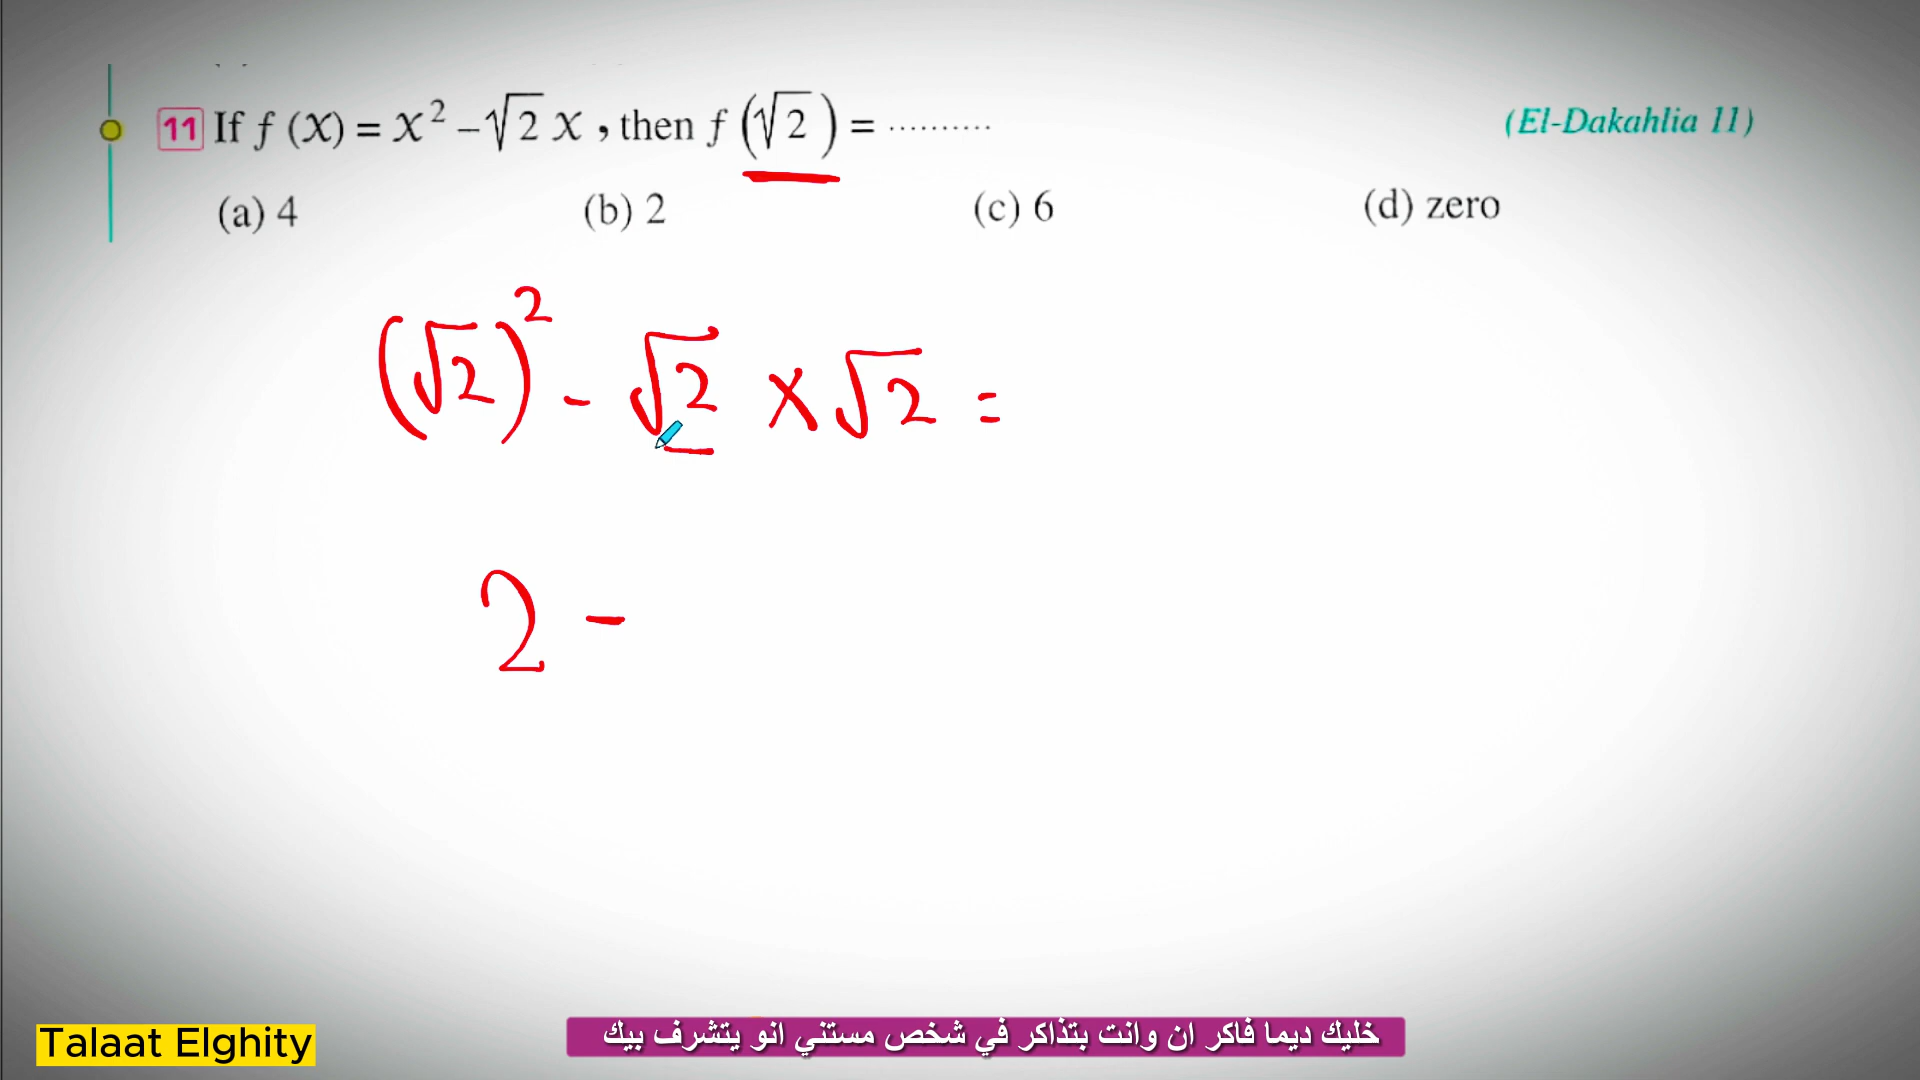 11 If f (X) = X² – √2 X , then f (√2) = ..........
(El-Dakahlia 11)
(a) 4 (b) 2 (c) 6 (d) zero
(√2)² - √2 × √2 =
2 -
Talaat Elghity
خليك ديما فاكر ان وانت بتذاكر في شخص مستني انو يتشرف بيك